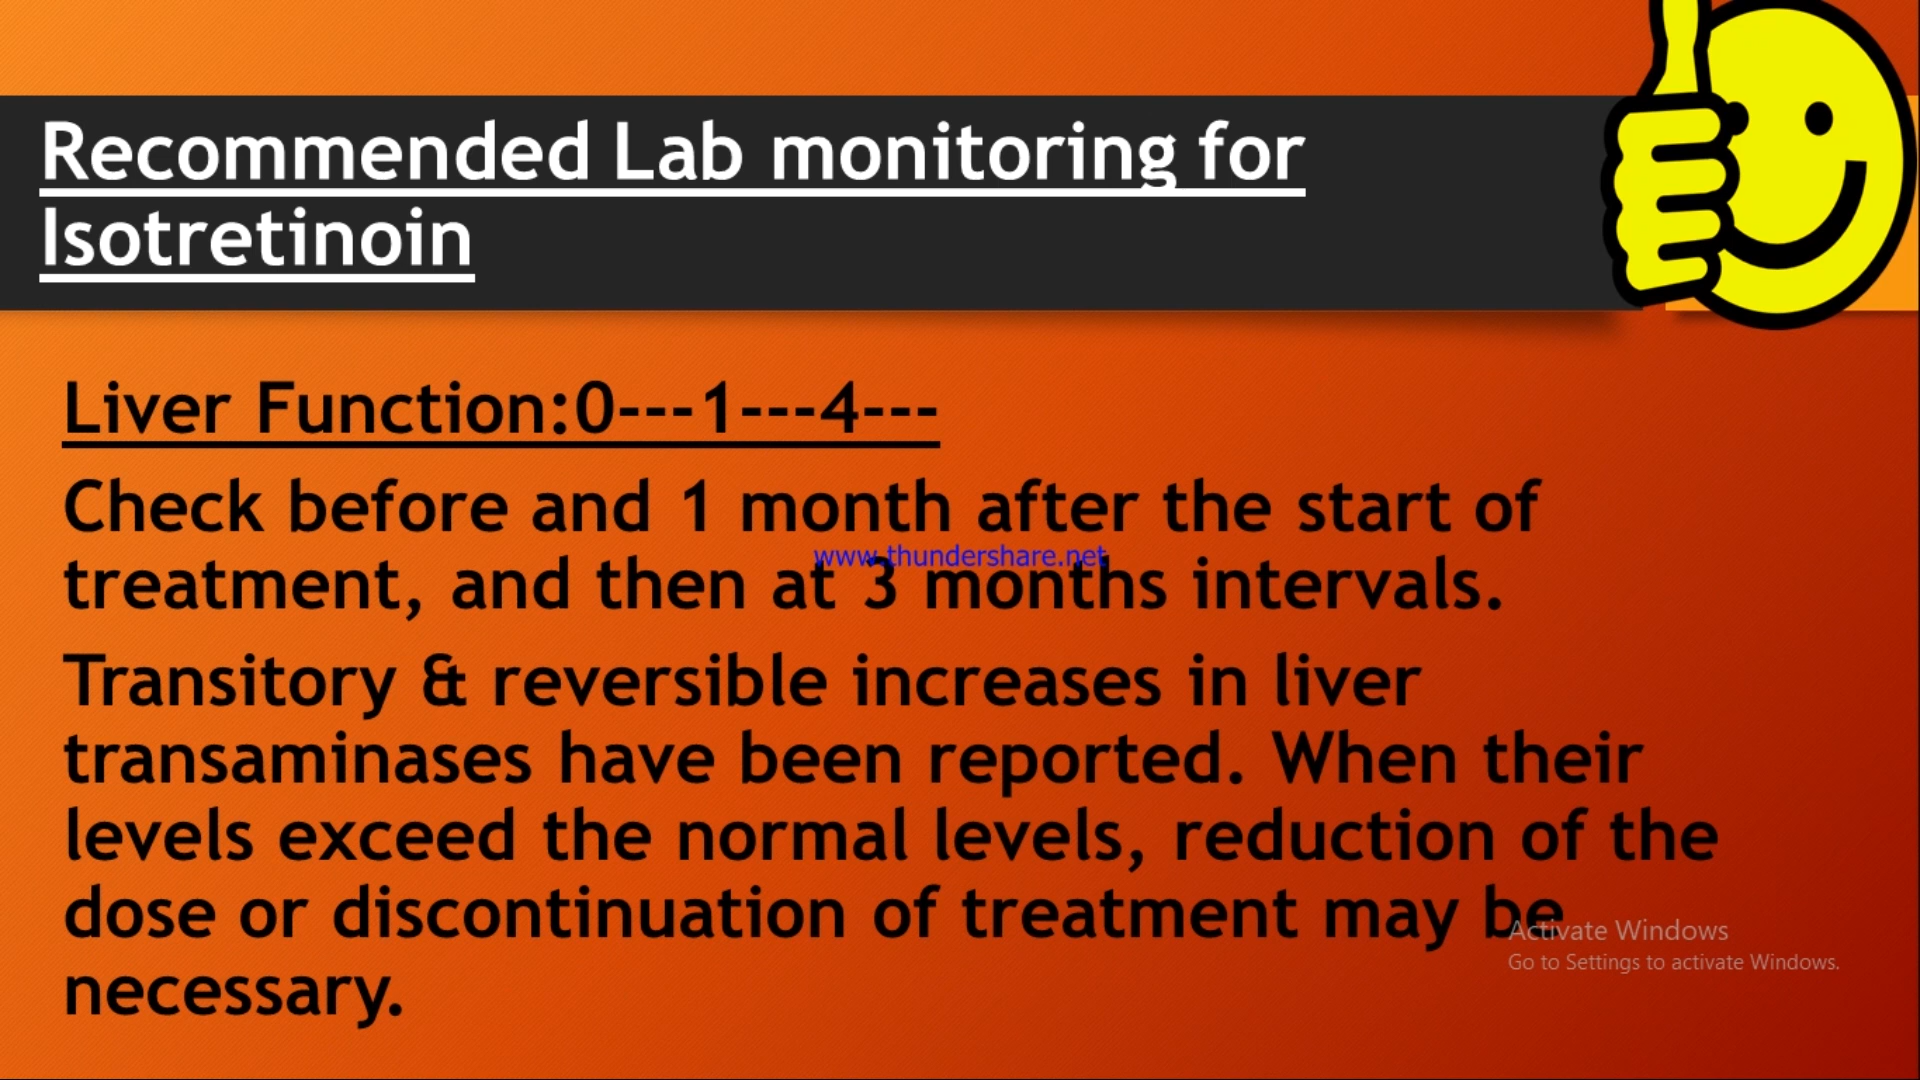 Recommended Lab monitoring for
Isotretinoin
Liver Function:0---1---4---
Check before and 1 month after the start of
www.thundershare.net
treatment, and then at 3 months intervals.
Transitory & reversible increases in liver
transaminases have been reported. When their
levels exceed the normal levels, reduction of the
dose or discontinuation of treatment may be
necessary.
Activate Windows
Go to Settings to activate Windows.